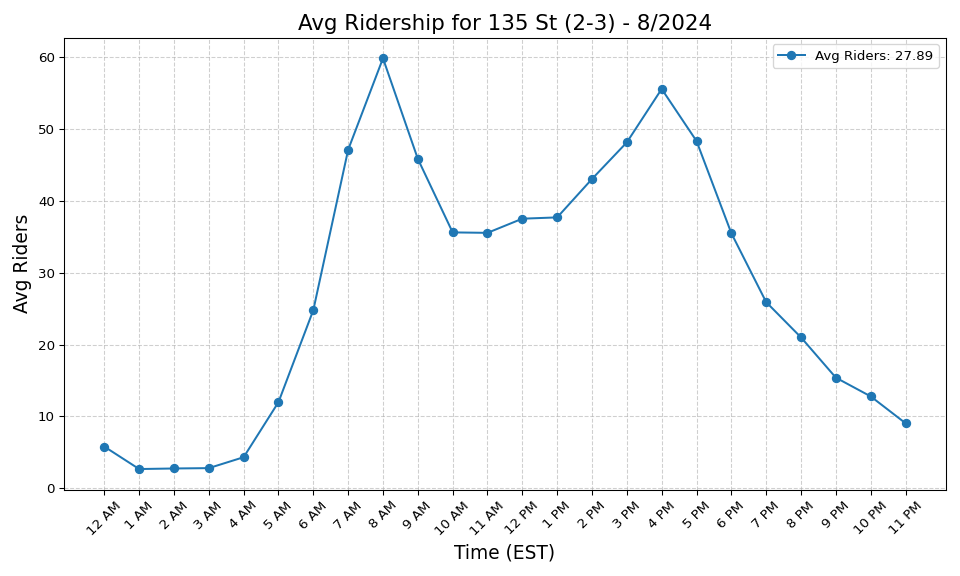 Avg Ridership for 135 St (2-3) - 8/2024
Avg Riders: 27.89
60
50
40
30
20
10
0
Avg Riders
12 AM
1 AM
2 AM
3 AM
4 AM
5 AM
6 AM
7 AM
8 AM
9 AM
10 AM
11 AM
12 PM
1 PM
2 PM
3 PM
4 PM
5 PM
6 PM
7 PM
8 PM
9 PM
10 PM
11 PM
Time (EST)